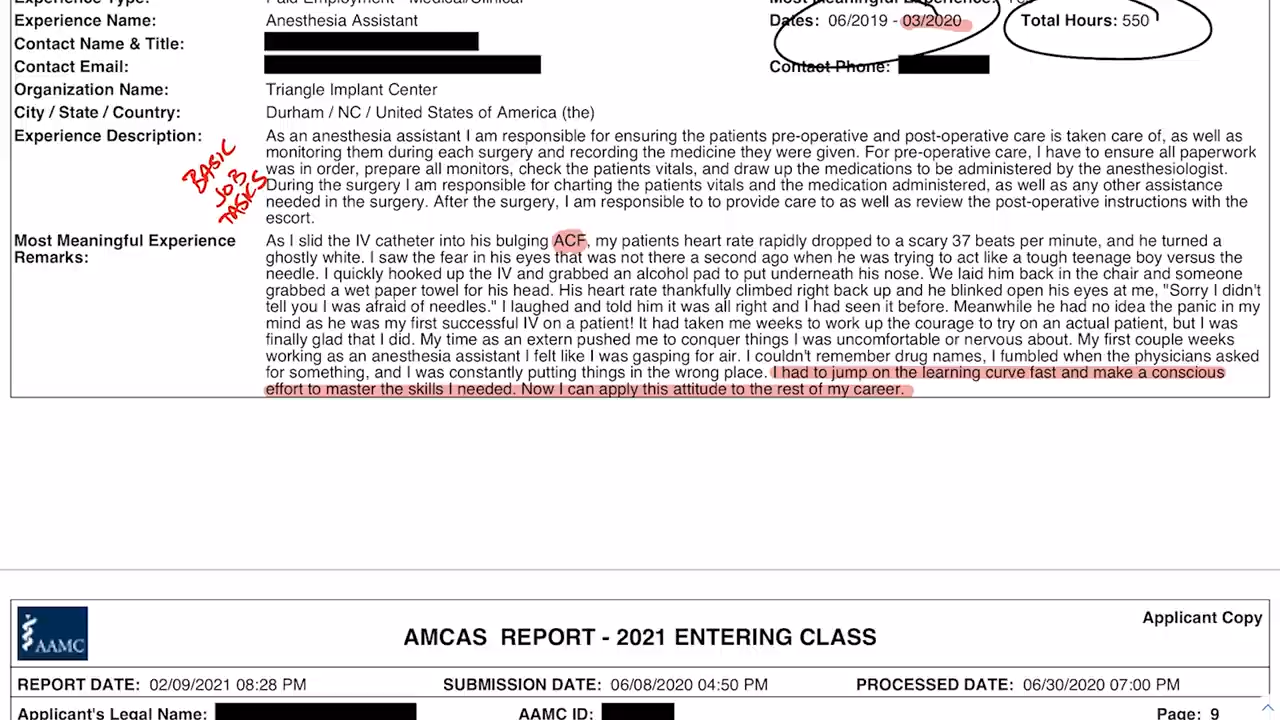 Experience Name: Anesthesia Assistant Dates: 06/2019 - 03/2020 Total Hours: 550
Contact Name & Title:
Contact Email: Contact Phone:
Organization Name: Triangle Implant Center
City / State / Country: Durham / NC / United States of America (the)
Experience Description: As an anesthesia assistant I am responsible for ensuring the patients pre-operative and post-operative care is taken care of, as well as
monitoring them during each surgery and recording the medicine they were given. For pre-operative care, I have to ensure all paperwork
was in order, prepare all monitors, check the patients vitals, and draw up the medications to be administered by the anesthesiologist.
During the surgery I am responsible for charting the patients vitals and the medication administered, as well as any other assistance
needed in the surgery. After the surgery, I am responsible to to provide care to as well as review the post-operative instructions with the
escort.
BASIC
JOB
TASKS
Most Meaningful Experience As I slid the IV catheter into his bulging ACF, my patients heart rate rapidly dropped to a scary 37 beats per minute, and he turned a
Remarks: ghostly white. I saw the fear in his eyes that was not there a second ago when he was trying to act like a tough teenage boy versus the
needle. I quickly hooked up the IV and grabbed an alcohol pad to put underneath his nose. We laid him back in the chair and someone
grabbed a wet paper towel for his head. His heart rate thankfully climbed right back up and he blinked open his eyes at me, "Sorry I didn't
tell you I was afraid of needles." I laughed and told him it was all right and I had seen it before. Meanwhile he had no idea the panic in my
mind as he was my first successful IV on a patient! It had taken me weeks to work up the courage to try on an actual patient, but I was
finally glad that I did. My time as an extern pushed me to conquer things I was uncomfortable or nervous about. My first couple weeks
working as an anesthesia assistant I felt like I was gasping for air. I couldn't remember drug names, I fumbled when the physicians asked
for something, and I was constantly putting things in the wrong place. I had to jump on the learning curve fast and make a conscious
effort to master the skills I needed. Now I can apply this attitude to the rest of my career.
Applicant Copy
AAMC
AMCAS REPORT - 2021 ENTERING CLASS
REPORT DATE: 02/09/2021 08:28 PM SUBMISSION DATE: 06/08/2020 04:50 PM PROCESSED DATE: 06/30/2020 07:00 PM
Applicant's Legal Name: AAMC ID: Page: 9